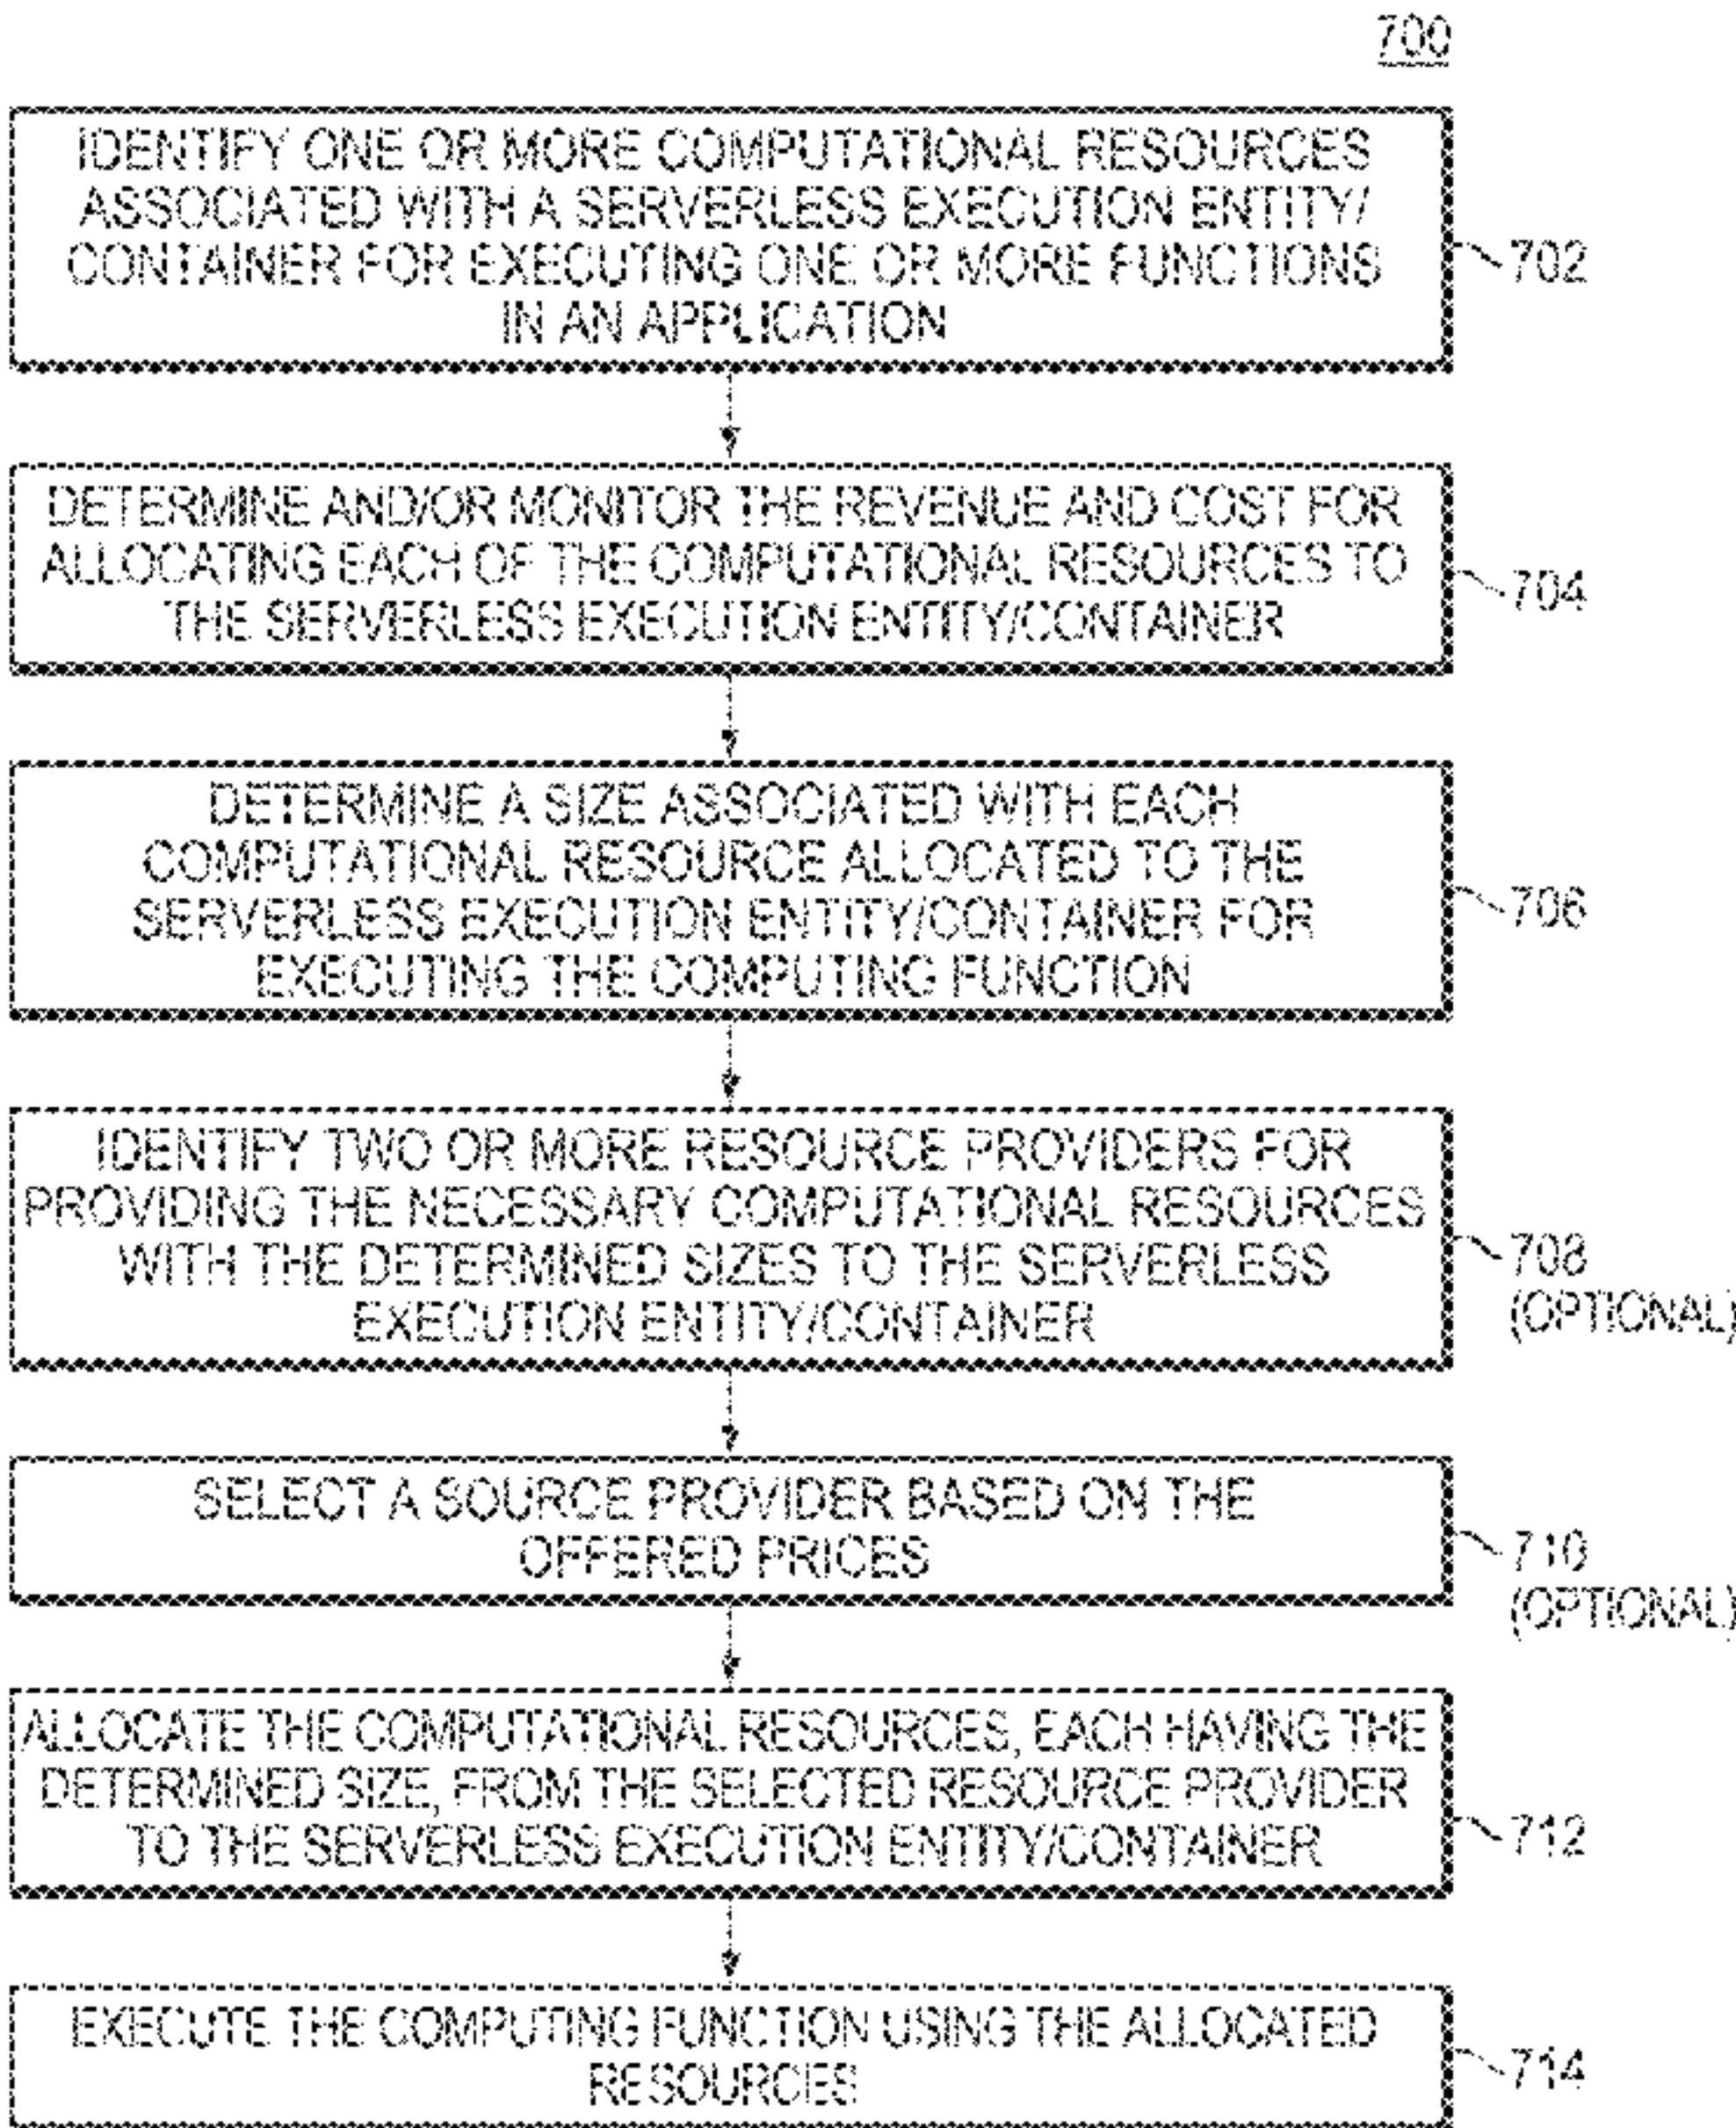 700
IDENTIFY ONE OR MORE COMPUTATIONAL RESOURCES
ASSOCIATED WITH A SERVERLESS EXECUTION ENTITY/
CONTAINER FOR EXECUTING ONE OR MORE FUNCTIONS
IN AN APPLICATION
702
DETERMINE AND/OR MONITOR THE REVENUE AND COST FOR
ALLOCATING EACH OF THE COMPUTATIONAL RESOURCES TO
THE SERVERLESS EXECUTION ENTITY/CONTAINER
704
DETERMINE A SIZE ASSOCIATED WITH EACH
COMPUTATIONAL RESOURCE ALLOCATED TO THE
SERVERLESS EXECUTION ENTITY/CONTAINER FOR
EXECUTING THE COMPUTING FUNCTION
706
IDENTIFY TWO OR MORE RESOURCE PROVIDERS FOR
PROVIDING THE NECESSARY COMPUTATIONAL RESOURCES
WITH THE DETERMINED SIZES TO THE SERVERLESS
EXECUTION ENTITY/CONTAINER
708
(OPTIONAL)
SELECT A SOURCE PROVIDER BASED ON THE
OFFERED PRICES
710
(OPTIONAL)
ALLOCATE THE COMPUTATIONAL RESOURCES, EACH HAVING THE
DETERMINED SIZE, FROM THE SELECTED RESOURCE PROVIDER
TO THE SERVERLESS EXECUTION ENTITY/CONTAINER
712
EXECUTE THE COMPUTING FUNCTION USING THE ALLOCATED
RESOURCES
714